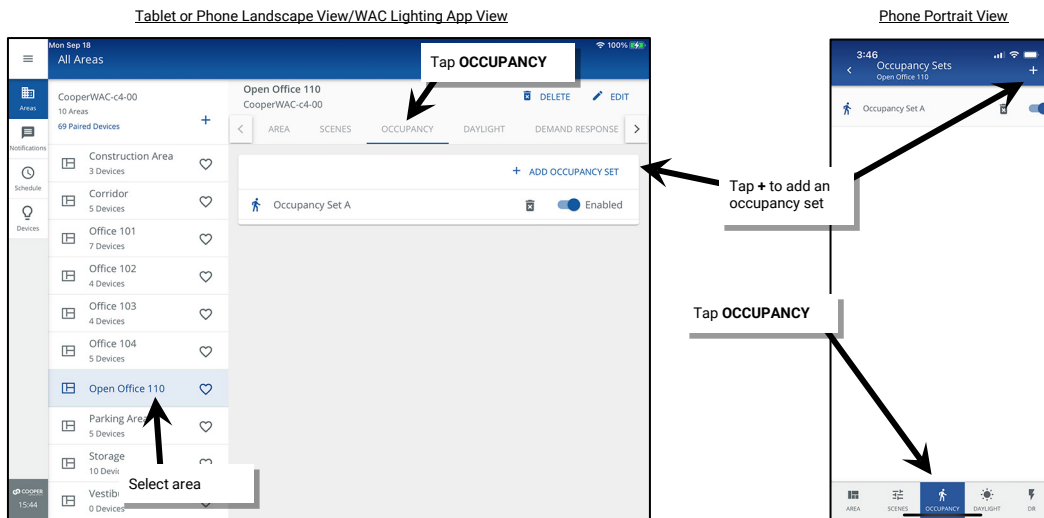 Tablet or Phone Landscape View/WAC Lighting App View
Phone Portrait View
Mon Sep 18
100%
All Areas
Tap OCCUPANCY
Areas
Notifications
Schedule
Devices
COOPER
15:44
CooperWAC-c4-00
10 Areas
69 Paired Devices
+
Construction Area
3 Devices
Corridor
5 Devices
Office 101
7 Devices
Office 102
4 Devices
Office 103
4 Devices
Office 104
5 Devices
Open Office 110
Parking Area
5 Devices
Storage
10 Devic
Vestib
0 Devices
Select area
Open Office 110
CooperWAC-c4-00
DELETE
EDIT
< AREA SCENES OCCUPANCY DAYLIGHT DEMAND RESPONSE >
+ ADD OCCUPANCY SET
Occupancy Set A
Enabled
Tap + to add an
occupancy set
Tap OCCUPANCY
3:46
< Occupancy Sets +
Open Office 110
Occupancy Set A
AREA SCENES OCCUPANCY DAYLIGHT DR